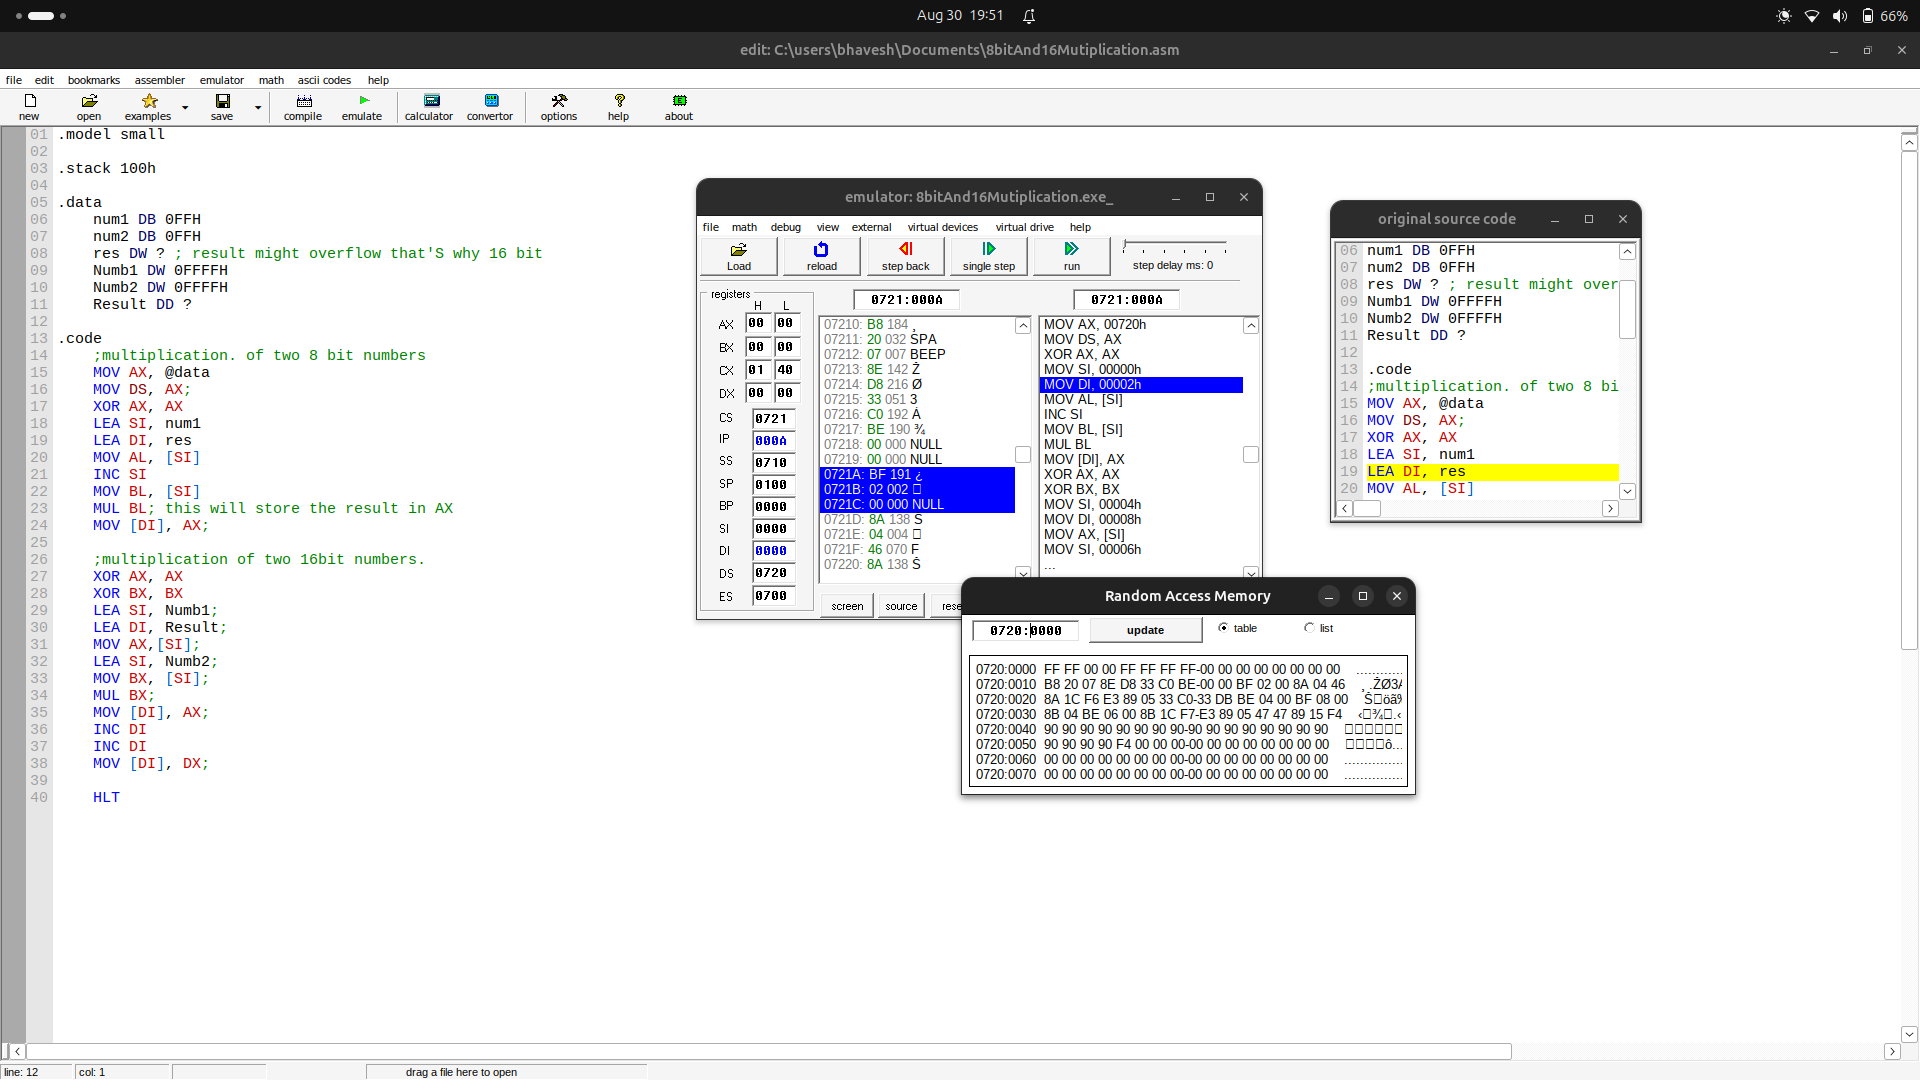 Aug 30 19:51
66%
edit: C:\users\bhavesh\Documents\8bitAnd16Mutiplication.asm
file edit bookmarks assembler emulator math ascii codes help
new open examples save compile emulate calculator convertor options help about
01 .model small
02
03 .stack 100h
04
05 .data
06 num1 DB 0FFH
07 num2 DB 0FFH
08 res DW ? ; result might overflow that'S why 16 bit
09 Numb1 DW 0FFFFH
10 Numb2 DW 0FFFFH
11 Result DD ?
12
13 .code
14 ;multiplication. of two 8 bit numbers
15 MOV AX, @data
16 MOV DS, AX;
17 XOR AX, AX
18 LEA SI, num1
19 LEA DI, res
20 MOV AL, [SI]
21 INC SI
22 MOV BL, [SI]
23 MUL BL; this will store the result in AX
24 MOV [DI], AX;
25
26 ;multiplication of two 16bit numbers.
27 XOR AX, AX
28 XOR BX, BX
29 LEA SI, Numb1;
30 LEA DI, Result;
31 MOV AX,[SI];
32 LEA SI, Numb2;
33 MOV BX, [SI];
34 MUL BX;
35 MOV [DI], AX;
36 INC DI
37 INC DI
38 MOV [DI], DX;
39
40 HLT
emulator: 8bitAnd16Mutiplication.exe_
file math debug view external virtual devices virtual drive help
Load reload step back single step run step delay ms: 0
registers
H L
AX 00 00
BX 00 00
CX 01 40
DX 00 00
CS 0721
IP 000A
SS 0710
SP 0100
BP 0000
SI 0000
DI 0000
DS 0720
ES 0700
0721:000A
07210: B8 184 ¸
07211: 20 032 SPA
07212: 07 007 BEEP
07213: 8E 142 Ž
07214: D8 216 Ø
07215: 33 051 3
07216: C0 192 À
07217: BE 190 ¾
07218: 00 000 NULL
07219: 00 000 NULL
0721A: BF 191 ¿
0721B: 02 002
0721C: 00 000 NULL
0721D: 8A 138 Š
0721E: 04 004
0721F: 46 070 F
07220: 8A 138 Š
0721:000A
MOV AX, 00720h
MOV DS, AX
XOR AX, AX
MOV SI, 00000h
MOV DI, 00002h
MOV AL, [SI]
INC SI
MOV BL, [SI]
MUL BL
MOV [DI], AX
XOR AX, AX
XOR BX, BX
MOV SI, 00004h
MOV DI, 00008h
MOV AX, [SI]
MOV SI, 00006h
...
screen source rese
original source code
06 num1 DB 0FFH
07 num2 DB 0FFH
08 res DW ? ; result might over
09 Numb1 DW 0FFFFH
10 Numb2 DW 0FFFFH
11 Result DD ?
12
13 .code
14 ;multiplication. of two 8 bi
15 MOV AX, @data
16 MOV DS, AX;
17 XOR AX, AX
18 LEA SI, num1
19 LEA DI, res
20 MOV AL, [SI]
Random Access Memory
0720:0000 update table list
0720:0000 FF FF 00 00 FF FF FF FF-00 00 00 00 00 00 00 00
0720:0010 B8 20 07 8E D8 33 C0 BE-00 00 BF 02 00 8A 04 46
0720:0020 8A 1C F6 E3 89 05 33 C0-33 DB BE 04 00 BF 08 00
0720:0030 8B 04 BE 06 00 8B 1C F7-E3 89 05 47 47 89 15 F4
0720:0040 90 90 90 90 90 90 90 90-90 90 90 90 90 90 90 90
0720:0050 90 90 90 90 F4 00 00 00-00 00 00 00 00 00 00 00
0720:0060 00 00 00 00 00 00 00 00-00 00 00 00 00 00 00 00
0720:0070 00 00 00 00 00 00 00 00-00 00 00 00 00 00 00 00
line: 12 col: 1 drag a file here to open